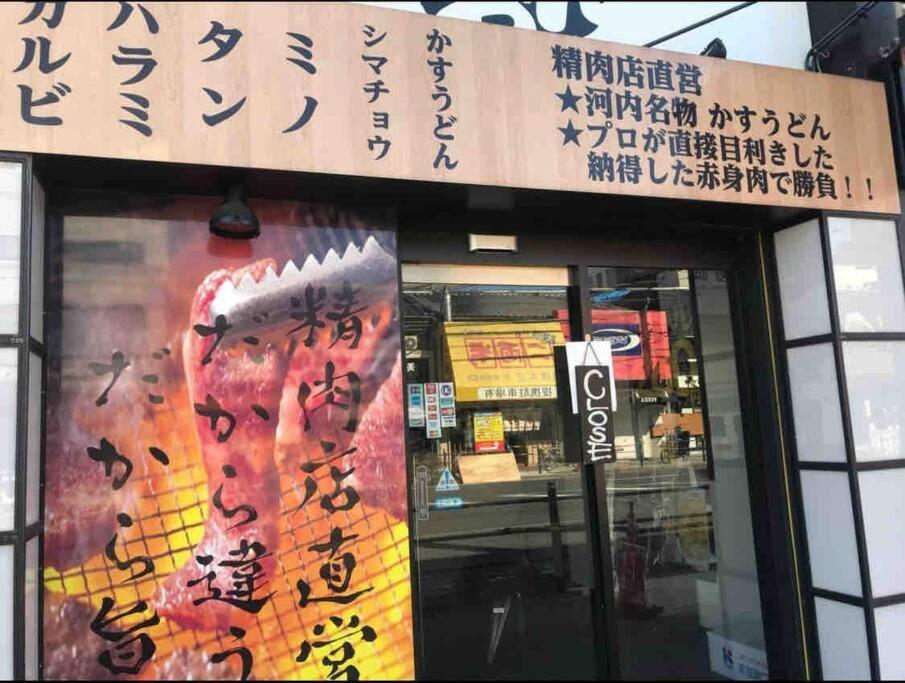 カルビ
ハラミ
タン
ミノ
シマチョウ
かすうどん
精肉店直営
★河内名物 かすうどん
★プロが直接目利きした
納得した赤身肉で勝負！！
精肉店直営
だから違う
だから旨
CLOSE